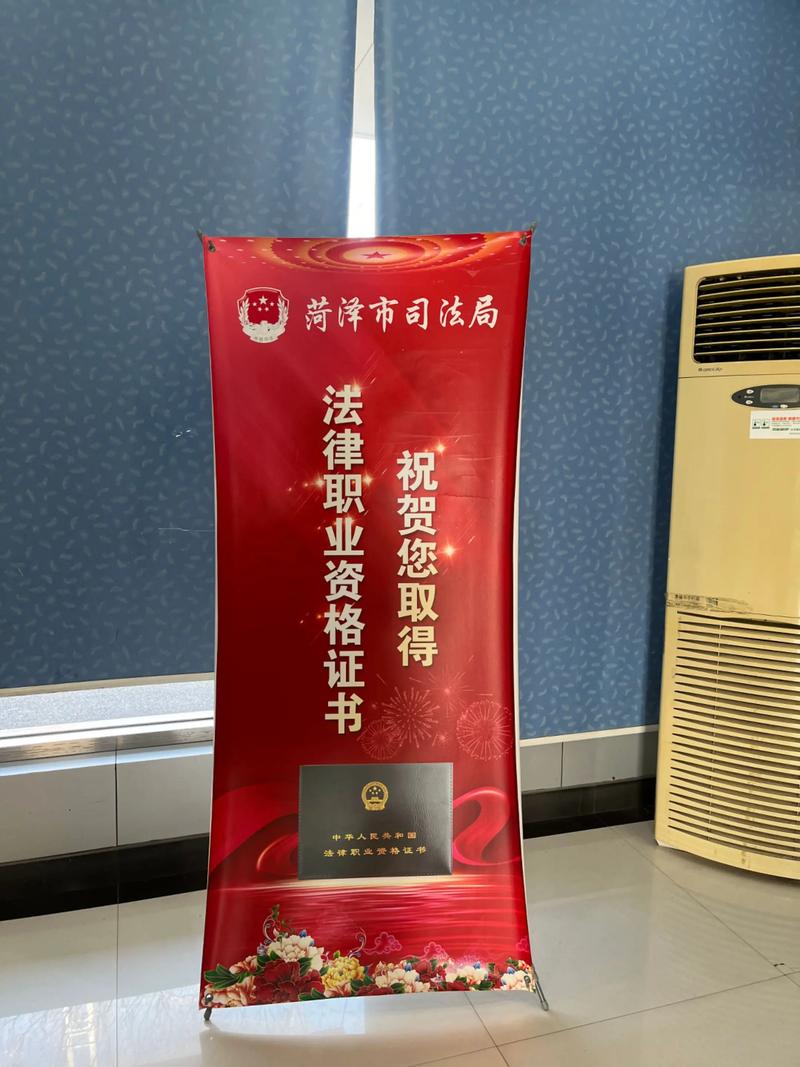 菏泽市司法局
祝贺您取得
法律职业资格证书
中华人民共和国
法律职业资格证书